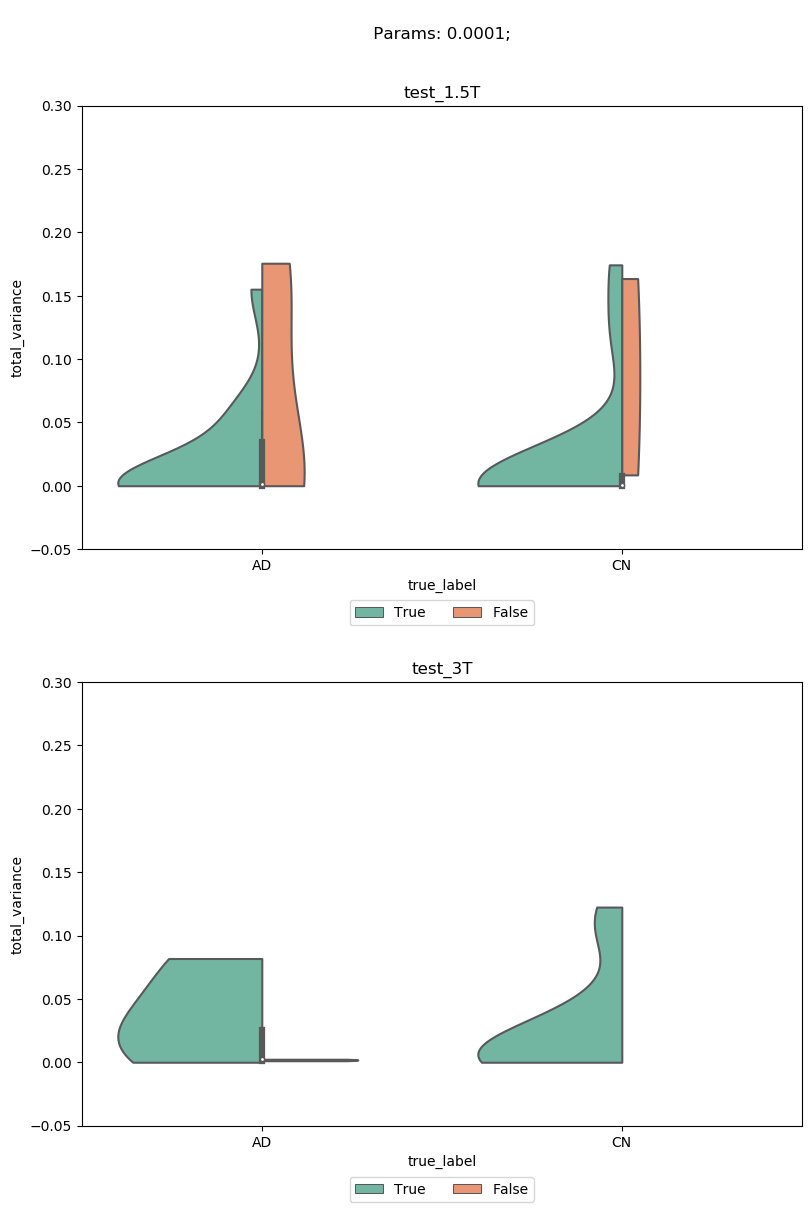 Params: 0.0001;
test_1.5T
0.30
0.25
0.20
0.15
0.10
0.05
0.00
−0.05
total_variance
AD CN
true_label
True False
test_3T
0.30
0.25
0.20
0.15
0.10
0.05
0.00
−0.05
total_variance
AD CN
true_label
True False